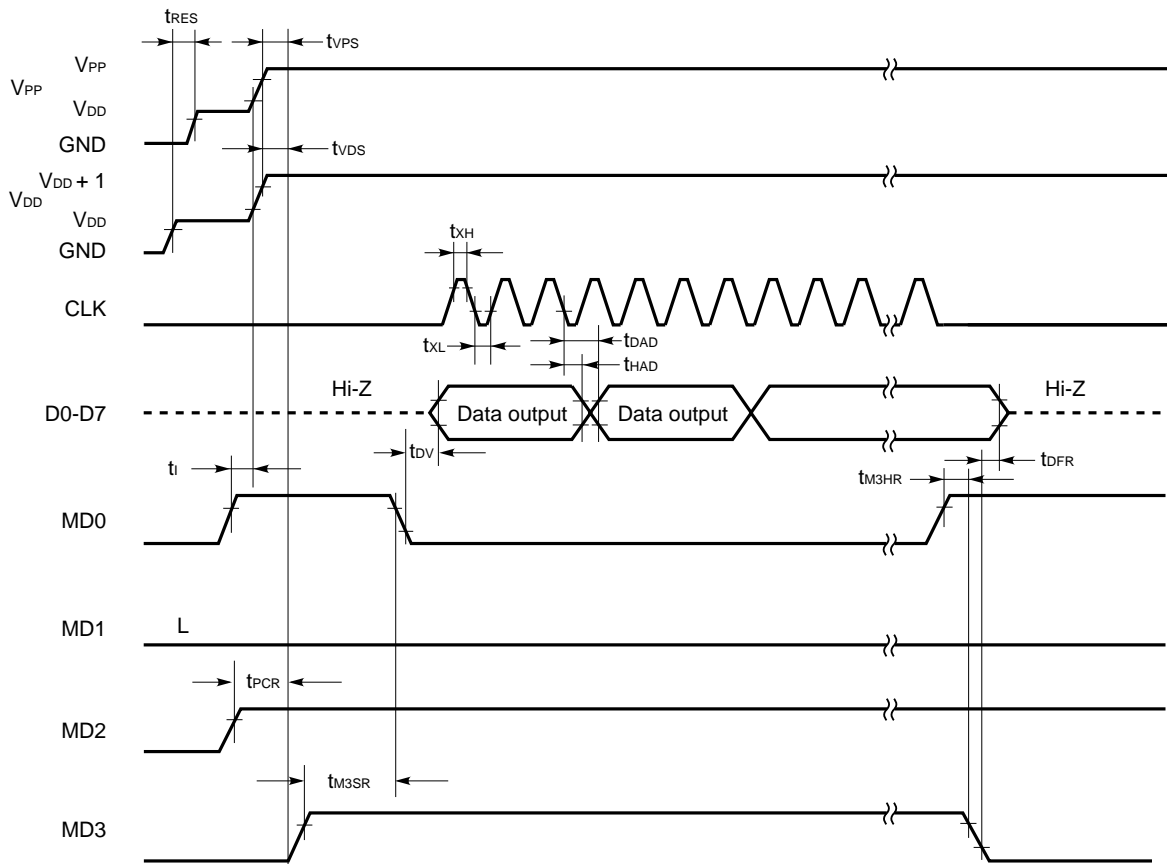 tRES
tVPS
VPP
VPP
VDD
GND
tVDS
VDD + 1
VDD
VDD
GND
tXH
CLK
tXL
tDAD
tHAD
Hi-Z
Hi-Z
D0-D7
Data output
Data output
tDV
tI
tDFR
tM3HR
MD0
MD1
L
tPCR
MD2
tM3SR
MD3